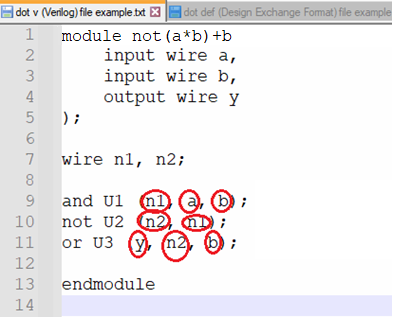 dot v (Verilog) file example.txt dot def (Design Exchange Format) file example
1 module not(a*b)+b
2 input wire a,
3 input wire b,
4 output wire y
5 );
6
7 wire n1, n2;
8
9 and U1 (n1, a, b);
10 not U2 (n2, n1);
11 or U3 (y, n2, b);
12
13 endmodule
14